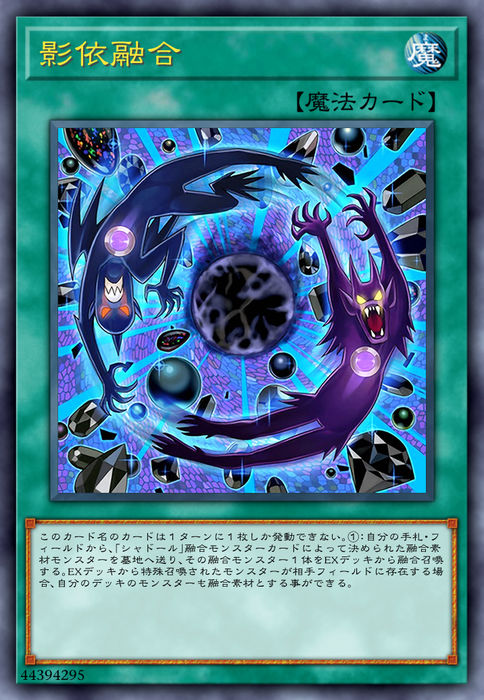 影依融合
魔
【魔法カード】
このカード名のカードは1ターンに1枚しか発動できない。①:自分の手札・フ
ィールドから、「シャドール」融合モンスターカードによって決められた融合素
材モンスターを墓地へ送り、その融合モンスター1体をEXデッキから融合召喚
する。EXデッキから特殊召喚されたモンスターが相手フィールドに存在する場
合、自分のデッキのモンスターも融合素材とする事ができる。
44394295